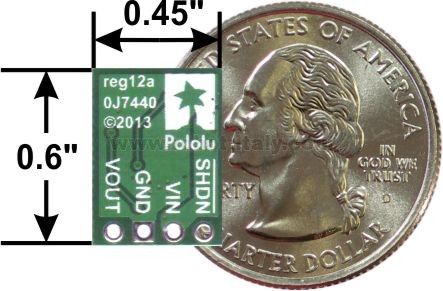 0.45"
0.6"
reg12a
0J7440
©2013
Pololu
VOUT
GND
VIN
SHDN
STATES OF AMERICA
IN
GOD WE
TRUST
D
RTY
ARTER DOLLAR